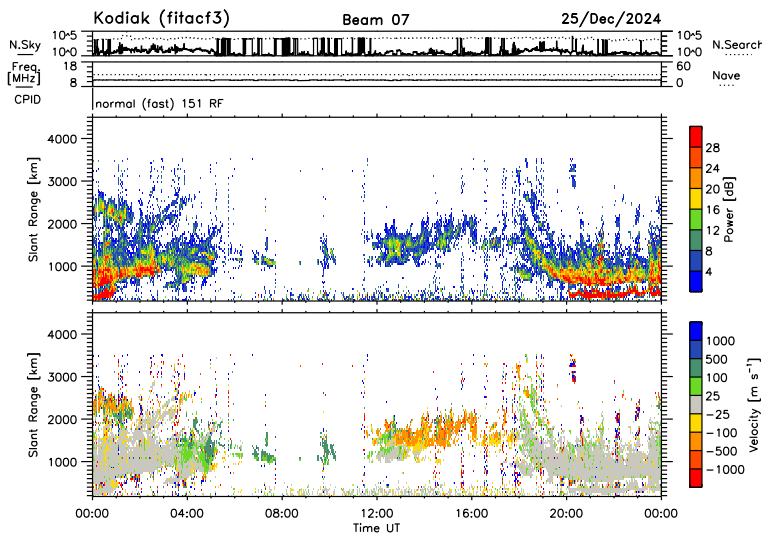 Kodiak (fitacf3) Beam 07 25/Dec/2024
N.Sky 10+5 10+0 10+5 10+0 N.Search
Freq. [MHz] 18 8 60 0 Nave
CPID normal (fast) 151 RF
Slant Range [km] 4000 3000 2000 1000
28 24 20 16 12 8 4 Power [dB]
Slant Range [km] 4000 3000 2000 1000
1000 500 100 25 −25 −100 −500 −1000 Velocity [m s⁻¹]
00:00 04:00 08:00 12:00 16:00 20:00 00:00
Time UT